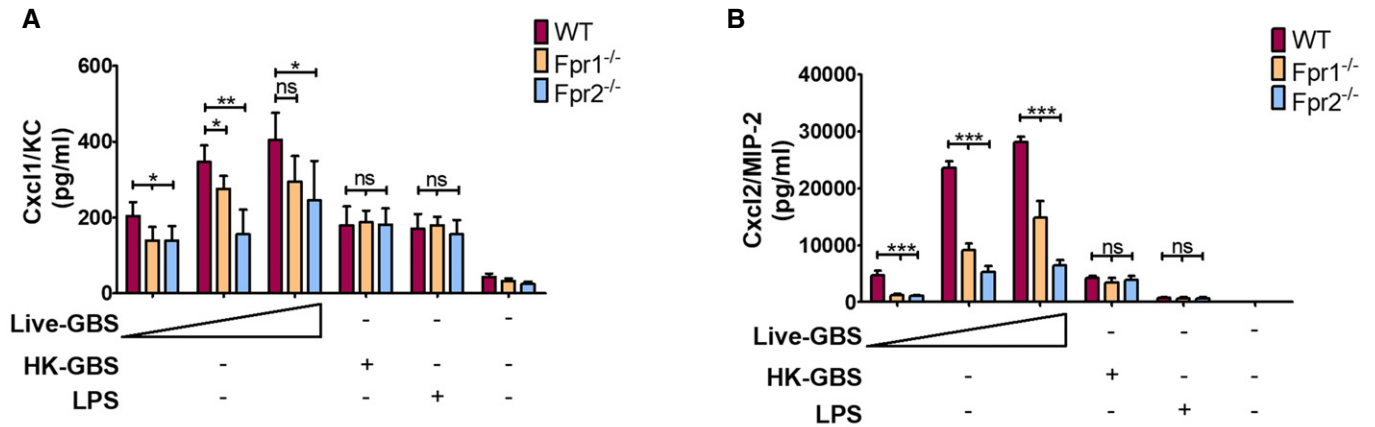 A
B
WT
Fpr1-/-
Fpr2-/-
WT
Fpr1-/-
Fpr2-/-
Cxcl1/KC
(pg/ml)
600
400
200
0
*
**
*
*
ns
ns
ns
Cxcl2/MIP-2
(pg/ml)
40000
30000
20000
10000
0
***
***
***
ns
ns
Live-GBS - - -
HK-GBS - + - -
LPS - - + -
Live-GBS - - -
HK-GBS - + - -
LPS - - + -